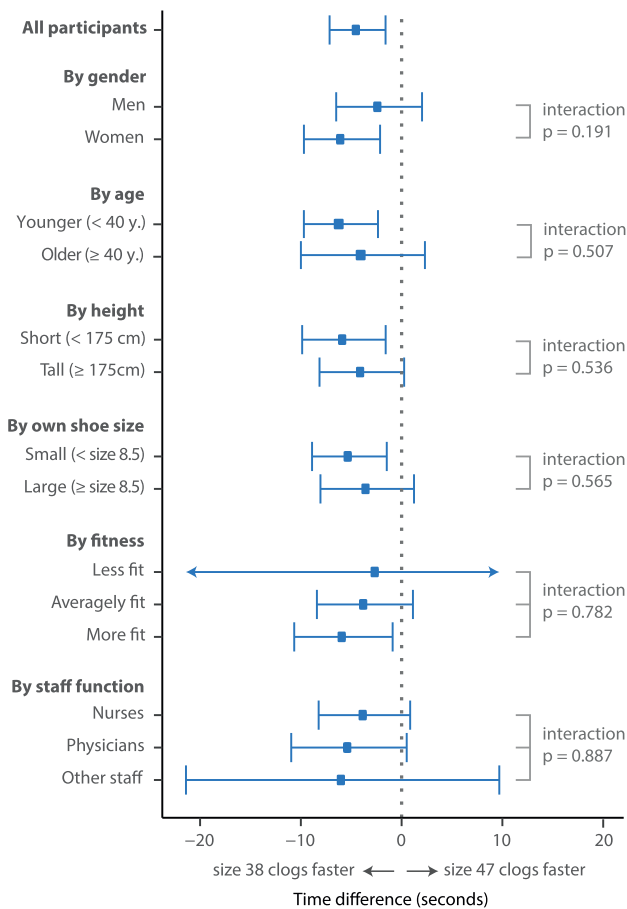 All participants
By gender
Men
Women
interaction
p = 0.191
By age
Younger (< 40 y.)
Older (≥ 40 y.)
interaction
p = 0.507
By height
Short (< 175 cm)
Tall (≥ 175cm)
interaction
p = 0.536
By own shoe size
Small (< size 8.5)
Large (≥ size 8.5)
interaction
p = 0.565
By fitness
Less fit
Averagely fit
More fit
interaction
p = 0.782
By staff function
Nurses
Physicians
Other staff
interaction
p = 0.887
−20 −10 0 10 20
size 38 clogs faster size 47 clogs faster
Time difference (seconds)